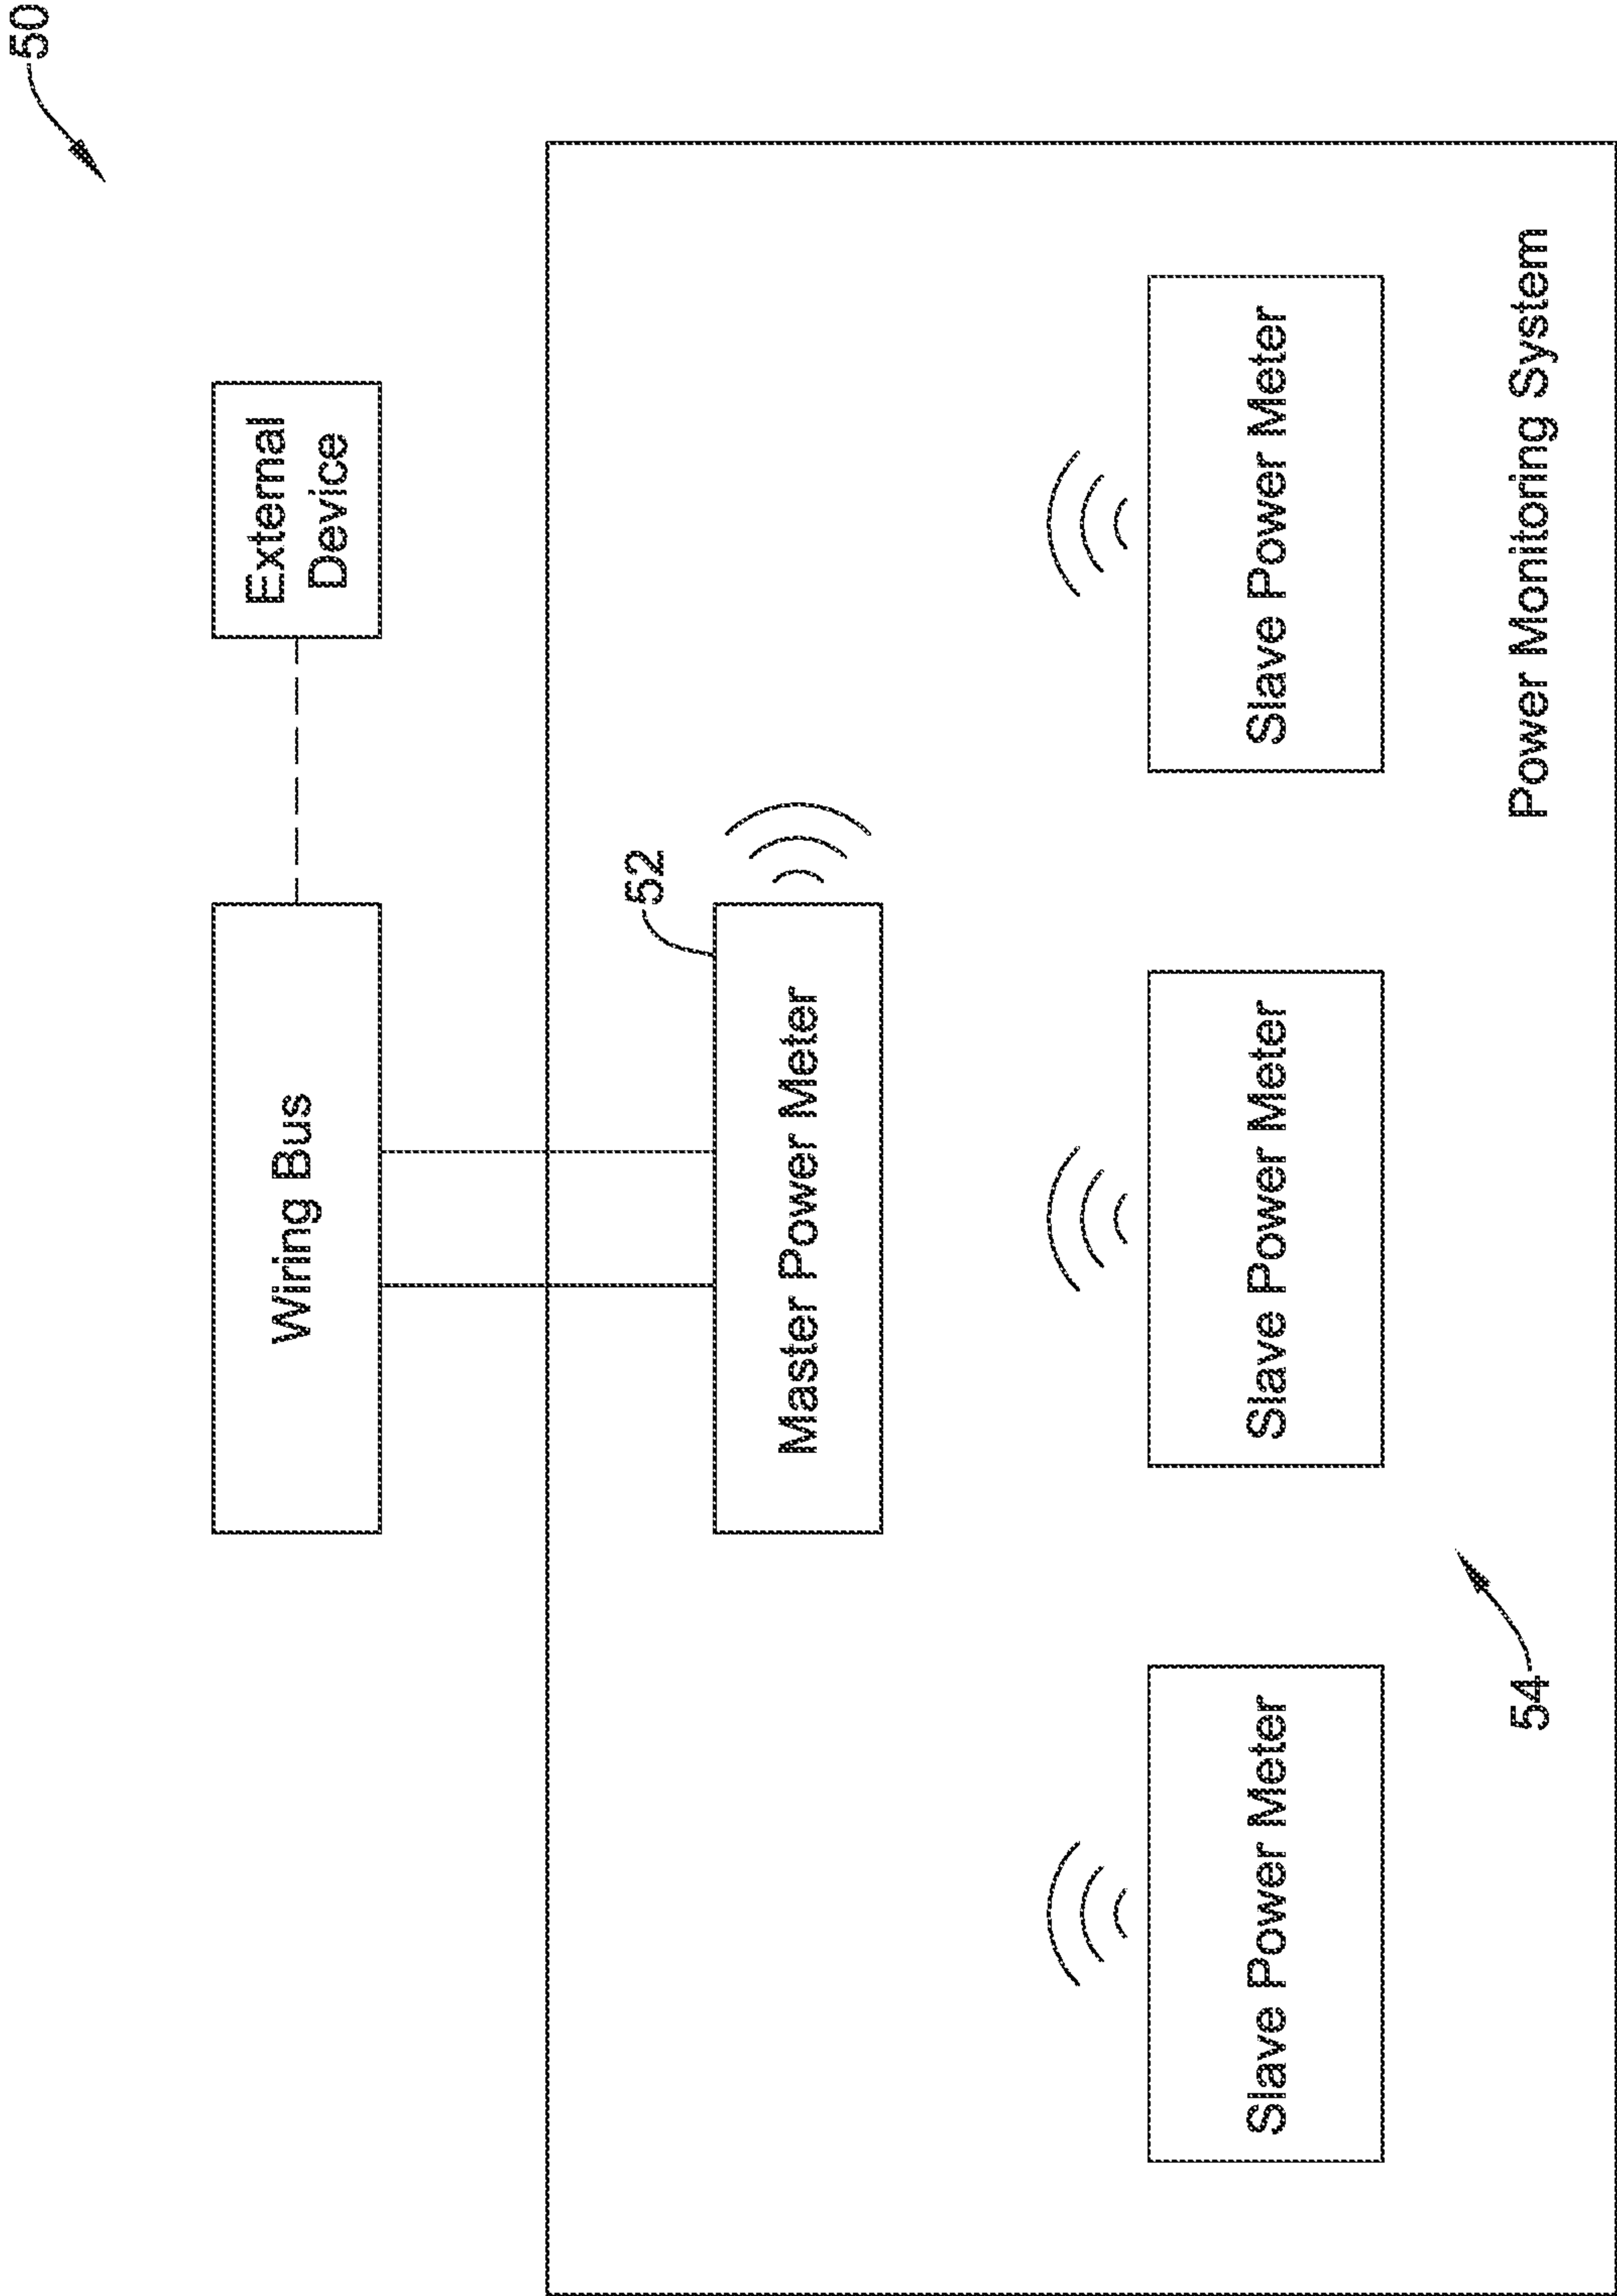 50
Wiring Bus
External
Device
52
Master Power Meter
Slave Power Meter
Slave Power Meter
Slave Power Meter
54
Power Monitoring System